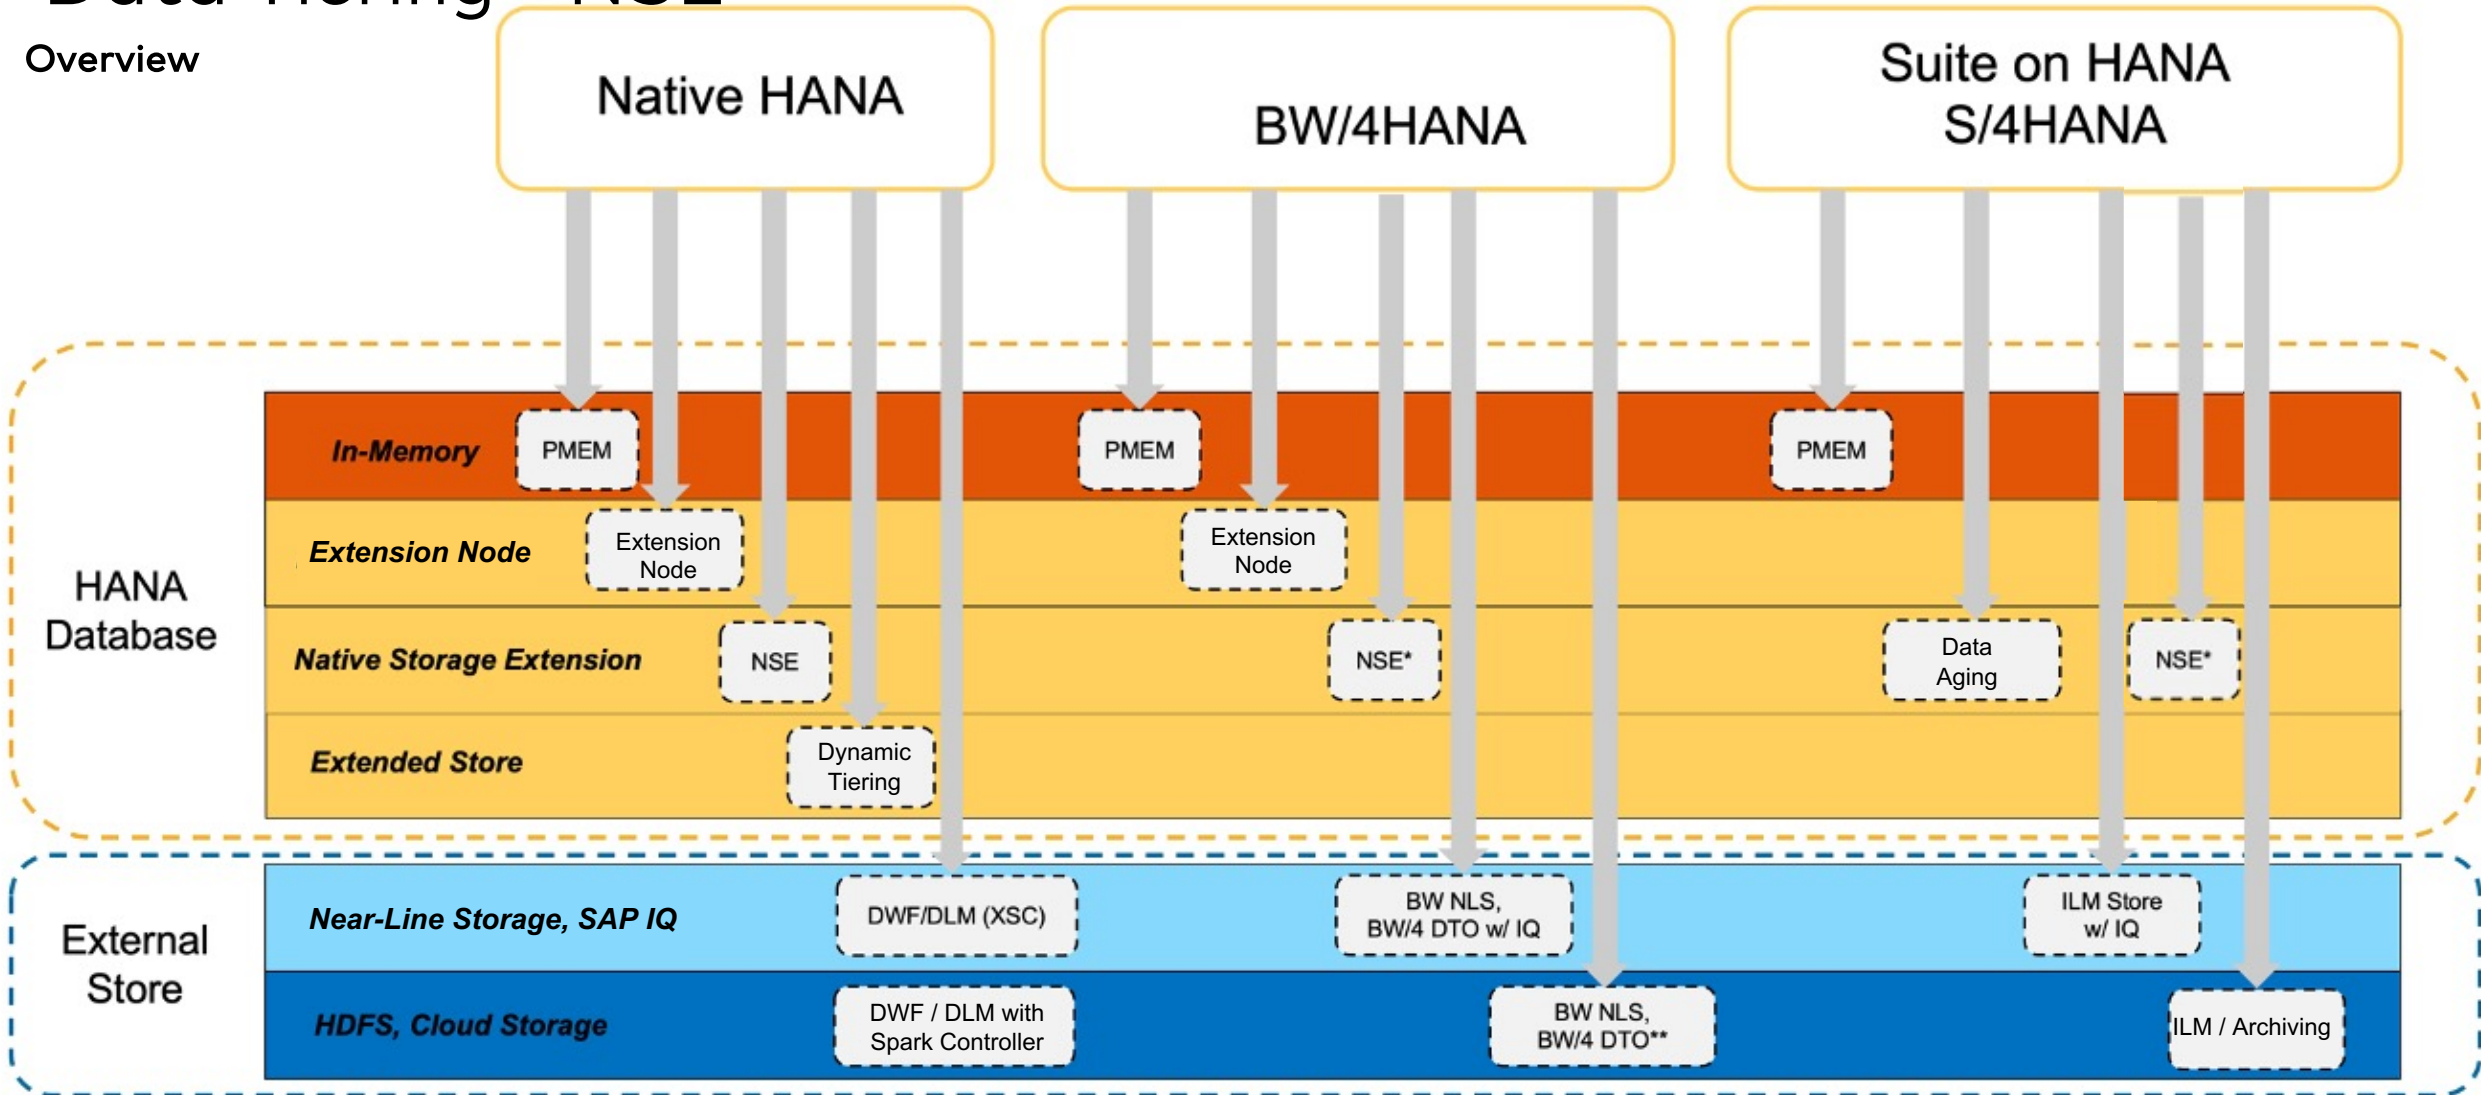 Data Tiering - NSE
Overview
Native HANA
BW/4HANA
Suite on HANA
S/4HANA
HANA
Database
In-Memory
PMEM
PMEM
PMEM
Extension Node
Extension
Node
Extension
Node
Native Storage Extension
NSE
NSE*
Data
Aging
NSE*
Extended Store
Dynamic
Tiering
External
Store
Near-Line Storage, SAP IQ
DWF/DLM (XSC)
BW NLS,
BW/4 DTO w/ IQ
ILM Store
w/ IQ
HDFS, Cloud Storage
DWF / DLM with
Spark Controller
BW NLS,
BW/4 DTO**
ILM / Archiving